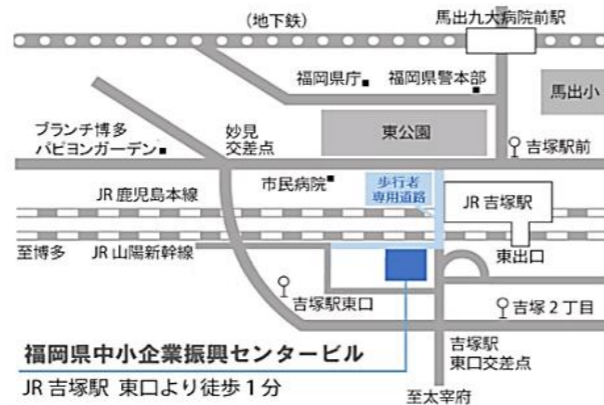 (地下鉄)
馬出九大病院前駅
福岡県庁
福岡県警本部
馬出小
ブランチ博多
パピヨンガーデン
妙見
交差点
東公園
吉塚駅前
市民病院
歩行者
専用道路
JR 鹿児島本線
JR 吉塚駅
至博多
JR 山陽新幹線
東出口
吉塚駅東口
吉塚2丁目
福岡県中小企業振興センタービル
吉塚駅
東口交差点
JR 吉塚駅 東口より徒歩1分
至太宰府